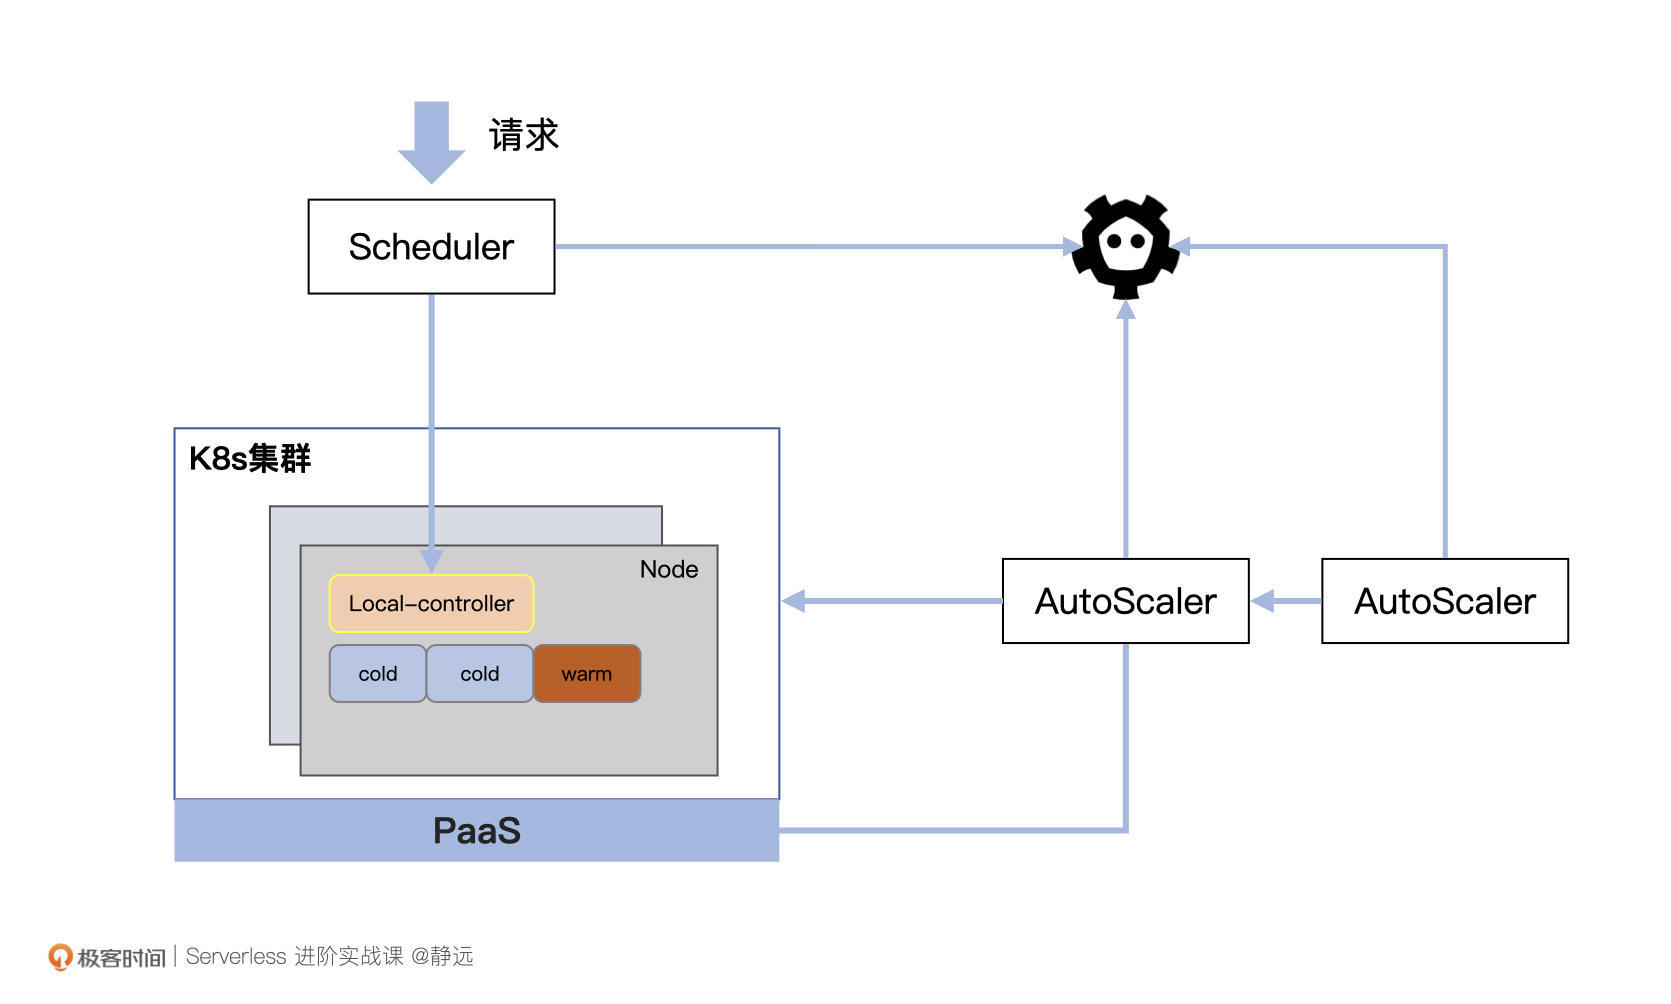 请求
Scheduler
K8s集群
Node
Local-controller
cold
cold
warm
AutoScaler
AutoScaler
PaaS
极客时间 | Serverless 进阶实战课 @静远